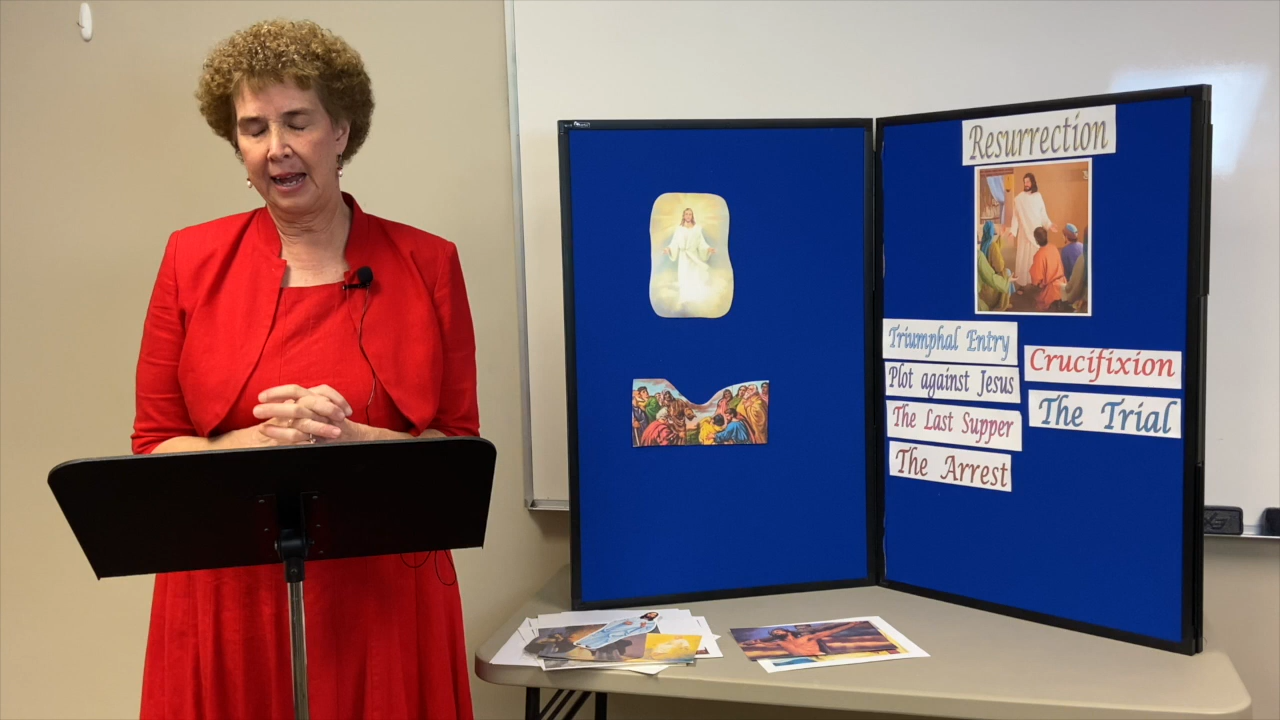 Resurrection
Triumphal Entry
Plot against Jesus
The Last Supper
The Arrest
Crucifixion
The Trial